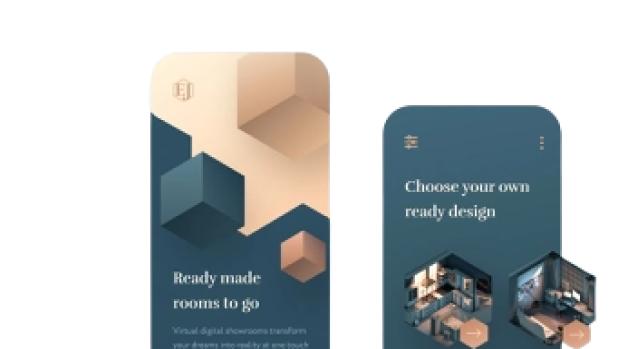 EJ
Ready made
rooms to go
Virtual digital showrooms transform
your dreams into reality at one touch
Choose your own
ready design